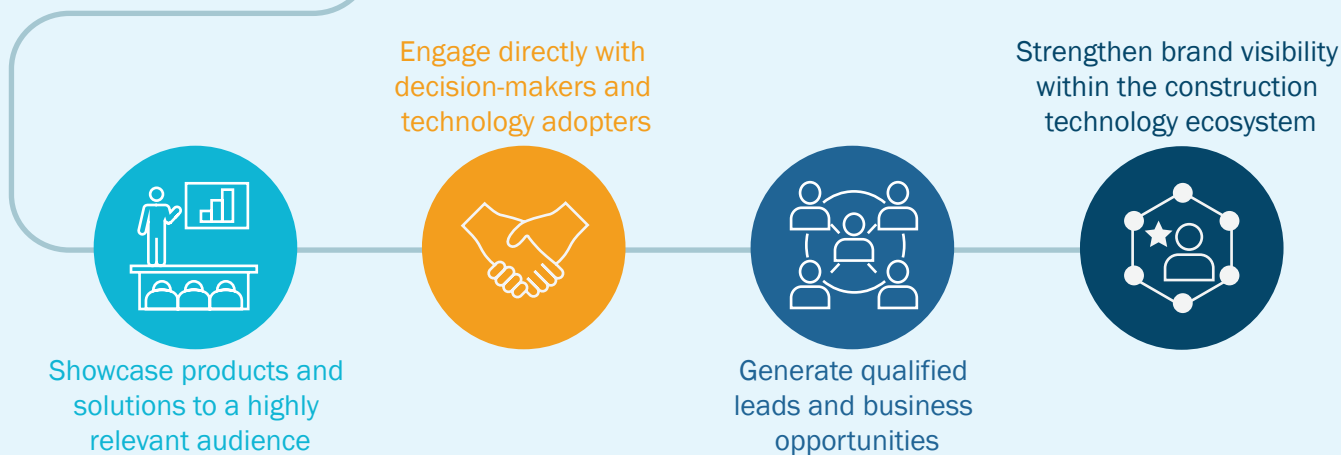 Showcase products and
solutions to a highly
relevant audience
Engage directly with
decision-makers and
technology adopters
Generate qualified
leads and business
opportunities
Strengthen brand visibility
within the construction
technology ecosystem